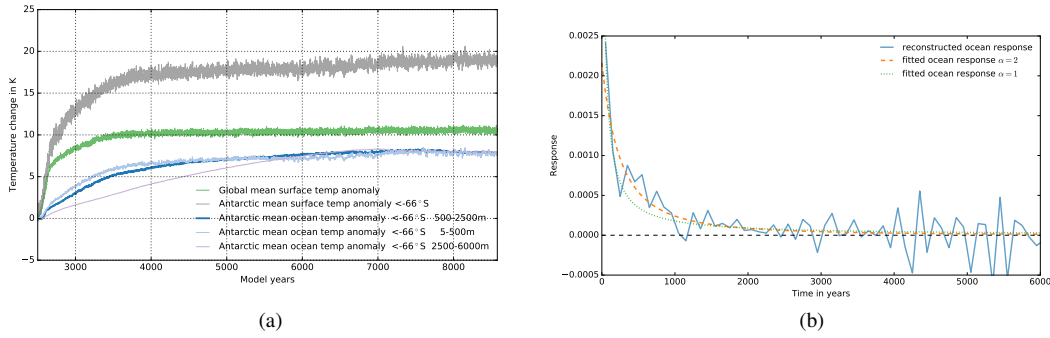 25
20
15
10
5
0
−5
Temperature change in K
3000 4000 5000 6000 7000 8000
Model years
Global mean surface temp anomaly
Antarctic mean surface temp anomaly <-66°S
Antarctic mean ocean temp anomaly <-66°S 500-2500m
Antarctic mean ocean temp anomaly <-66°S 5-500m
Antarctic mean ocean temp anomaly <-66°S 2500-6000m
(a)
0.0025
0.0020
0.0015
0.0010
0.0005
0.0000
−0.0005
Response
0 1000 2000 3000 4000 5000 6000
Time in years
reconstructed ocean response
fitted ocean response α = 2
fitted ocean response α = 1
(b)